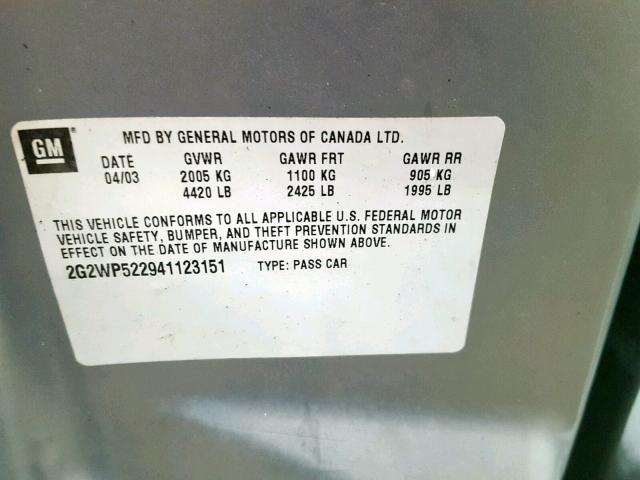 GM®
MFD BY GENERAL MOTORS OF CANADA LTD.
DATE GVWR GAWR FRT GAWR RR
04/03 2005 KG 1100 KG 905 KG
4420 LB 2425 LB 1995 LB
THIS VEHICLE CONFORMS TO ALL APPLICABLE U.S. FEDERAL MOTOR
VEHICLE SAFETY, BUMPER, AND THEFT PREVENTION STANDARDS IN
EFFECT ON THE DATE OF MANUFACTURE SHOWN ABOVE.
2G2WP522941123151 TYPE: PASS CAR